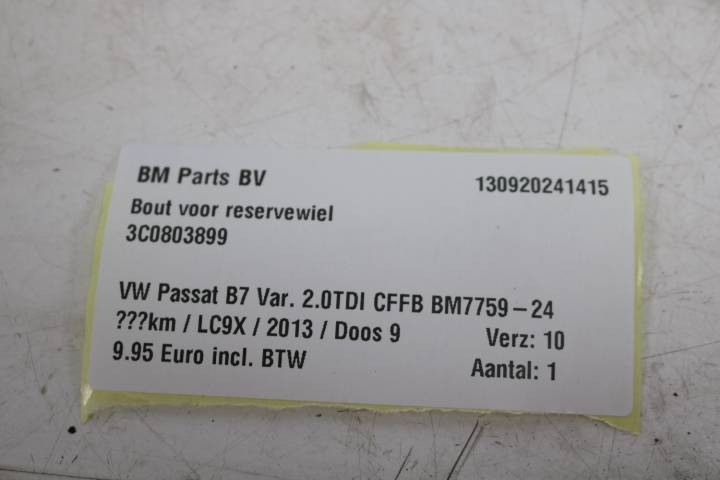 BM Parts BV 130920241415
Bout voor reservewiel
3C0803899
VW Passat B7 Var. 2.0TDI CFFB BM7759-24
???km / LC9X / 2013 / Doos 9 Verz: 10
9.95 Euro incl. BTW Aantal: 1